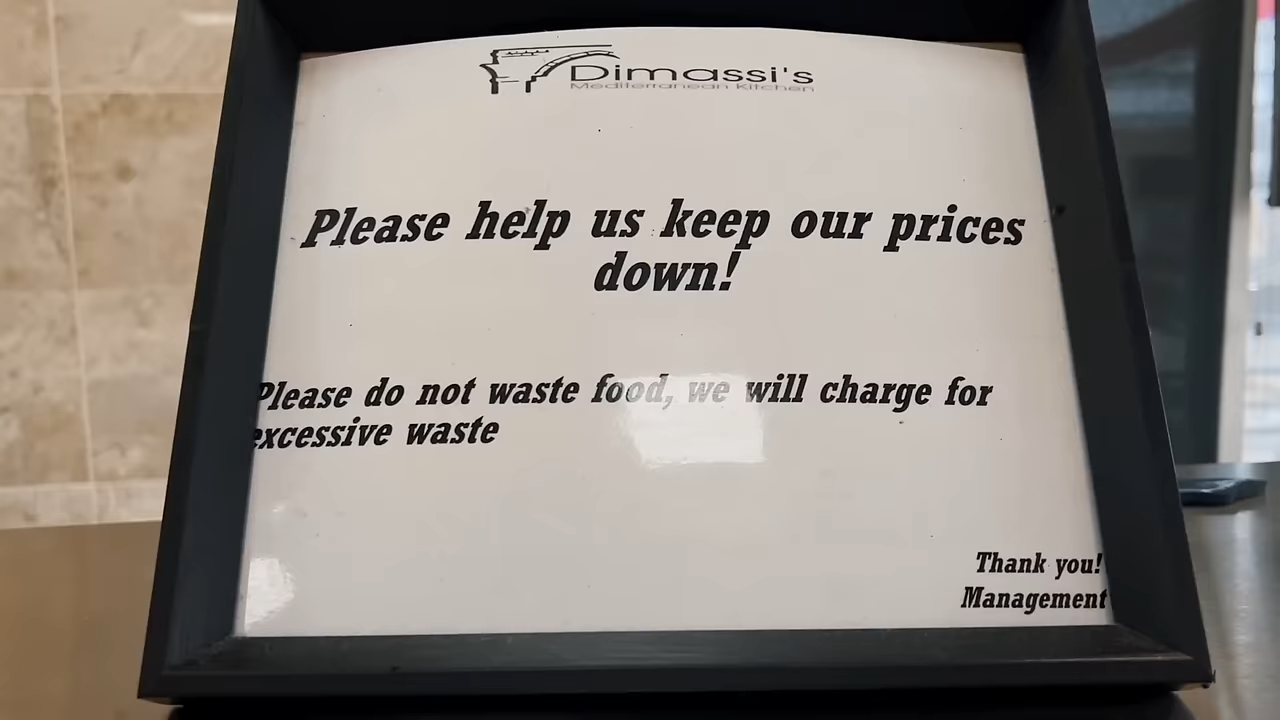 Dimassi's
Mediterranean Kitchen
Please help us keep our prices
down!
Please do not waste food, we will charge for
excessive waste
Thank you!
Management